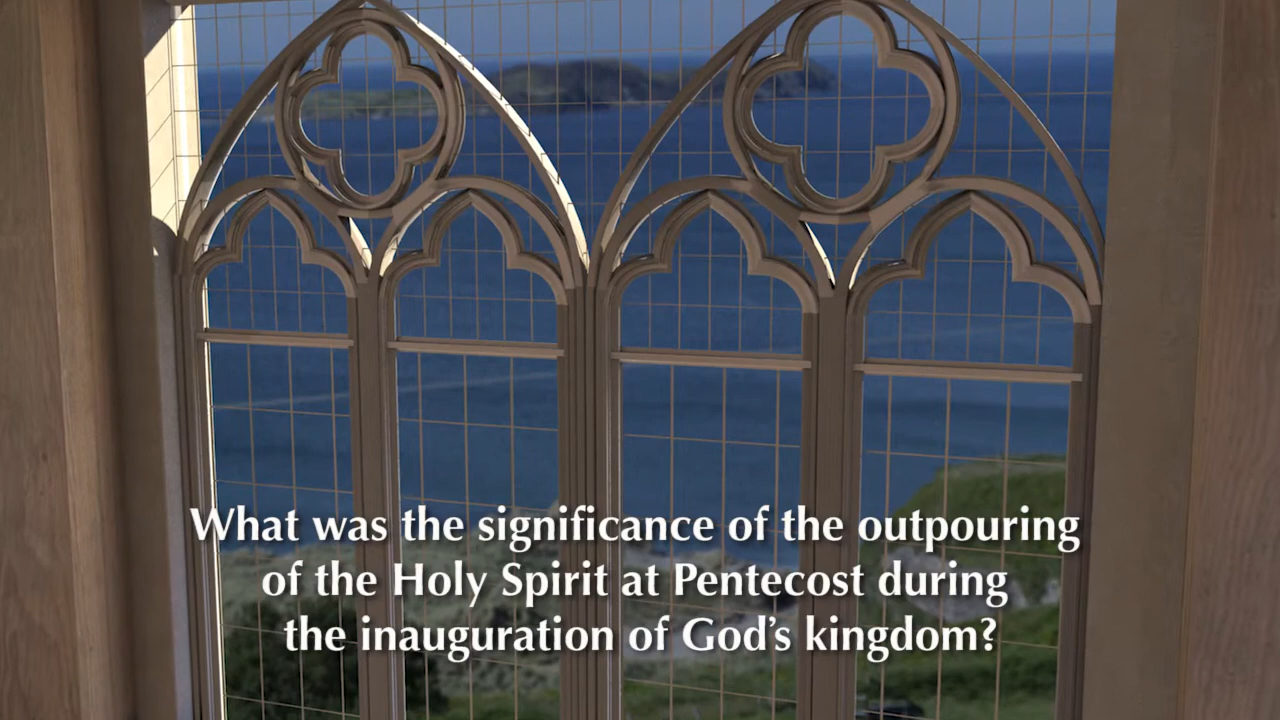 What was the significance of the outpouring
of the Holy Spirit at Pentecost during
the inauguration of God’s kingdom?